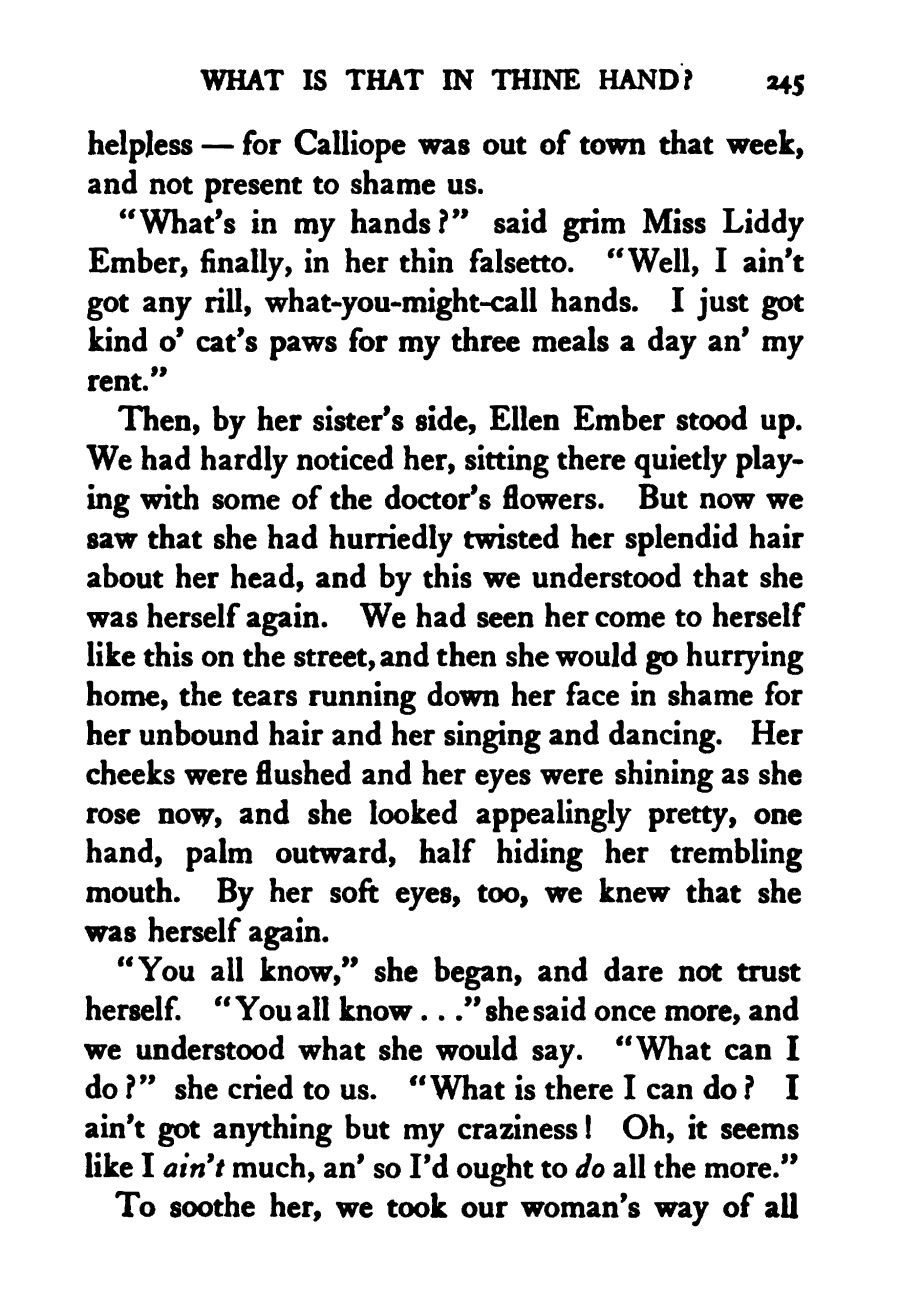 WHAT IS THAT IN THINE HAND? 245
helpless — for Calliope was out of town that week,
and not present to shame us.
"What's in my hands?" said grim Miss Liddy
Ember, finally, in her thin falsetto. "Well, I ain't
got any rill, what-you-might-call hands. I just got
kind o' cat's paws for my three meals a day an' my
rent."
Then, by her sister's side, Ellen Ember stood up.
We had hardly noticed her, sitting there quietly play-
ing with some of the doctor's flowers. But now we
saw that she had hurriedly twisted her splendid hair
about her head, and by this we understood that she
was herself again. We had seen her come to herself
like this on the street, and then she would go hurrying
home, the tears running down her face in shame for
her unbound hair and her singing and dancing. Her
cheeks were flushed and her eyes were shining as she
rose now, and she looked appealingly pretty, one
hand, palm outward, half hiding her trembling
mouth. By her soft eyes, too, we knew that she
was herself again.
"You all know," she began, and dare not trust
herself. "You all know . . ." she said once more, and
we understood what she would say. "What can I
do?" she cried to us. "What is there I can do? I
ain't got anything but my craziness! Oh, it seems
like I ain't much, an' so I'd ought to do all the more."
To soothe her, we took our woman's way of all